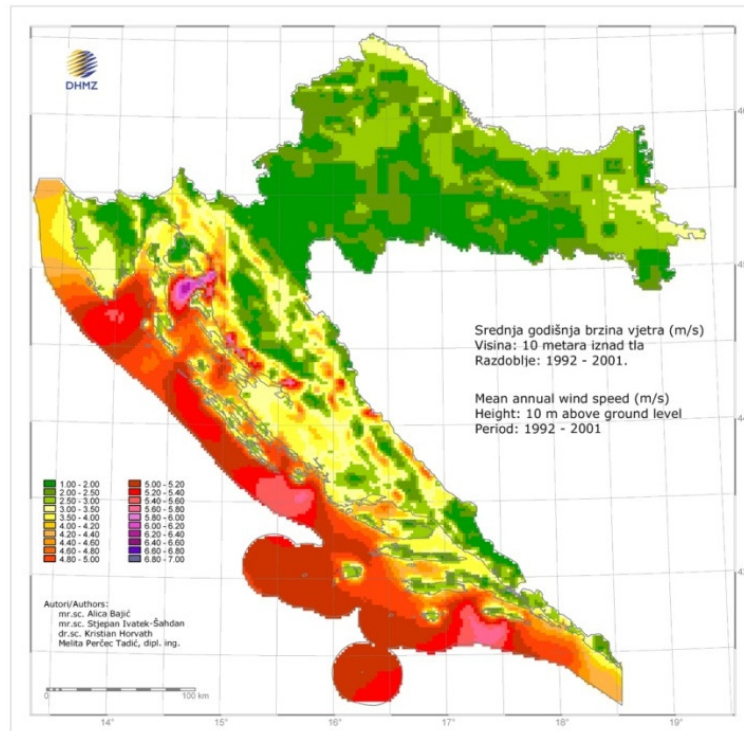 DHMZ
46°
45°
44°
43°
Srednja godišnja brzina vjetra (m/s)
Visina: 10 metara iznad tla
Razdoblje: 1992 - 2001.
Mean annual wind speed (m/s)
Height: 10 m above ground level
Period: 1992 - 2001
1.00 - 2.00
2.00 - 2.50
2.50 - 3.00
3.00 - 3.50
3.50 - 4.00
4.00 - 4.20
4.20 - 4.40
4.40 - 4.60
4.60 - 4.80
4.80 - 5.00
5.00 - 5.20
5.20 - 5.40
5.40 - 5.60
5.60 - 5.80
5.80 - 6.00
6.00 - 6.20
6.20 - 6.40
6.40 - 6.60
6.60 - 6.80
6.80 - 7.00
Autori/Authors:
mr.sc. Alica Bajić
mr.sc. Stjepan Ivatek-Šahdan
dr.sc. Kristian Horvath
Melita Perčec Tadić, dipl. ing.
0 100 km
14° 15° 16° 17° 18° 19°